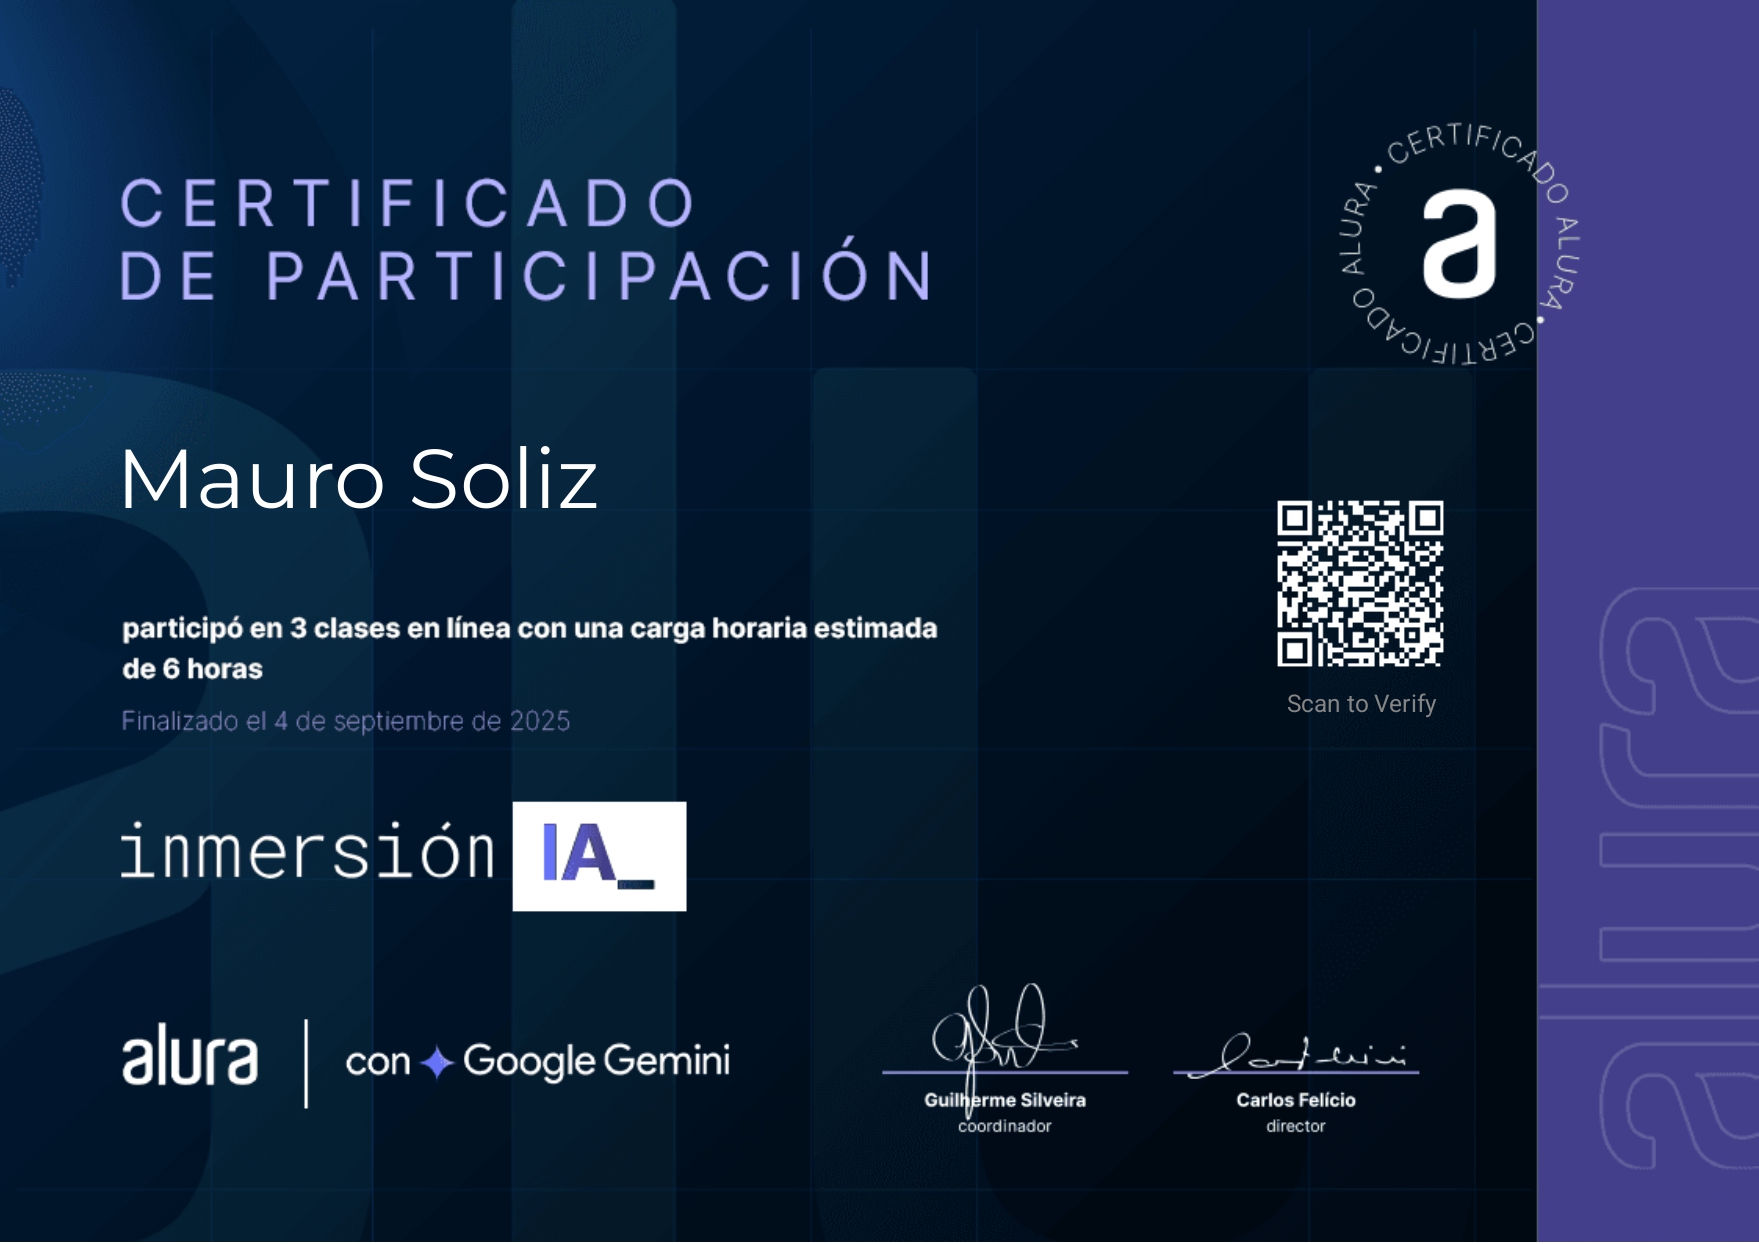 CERTIFICADO
DE PARTICIPACIÓN
CERTIFICADO ALURA • CERTIFICADO ALURA •
a
Mauro Soliz
participó en 3 clases en línea con una carga horaria estimada
de 6 horas
Finalizado el 4 de septiembre de 2025
Scan to Verify
inmersión IA_
alura
con Google Gemini
Guilherme Silveira
coordinador
Carlos Felício
director
alura